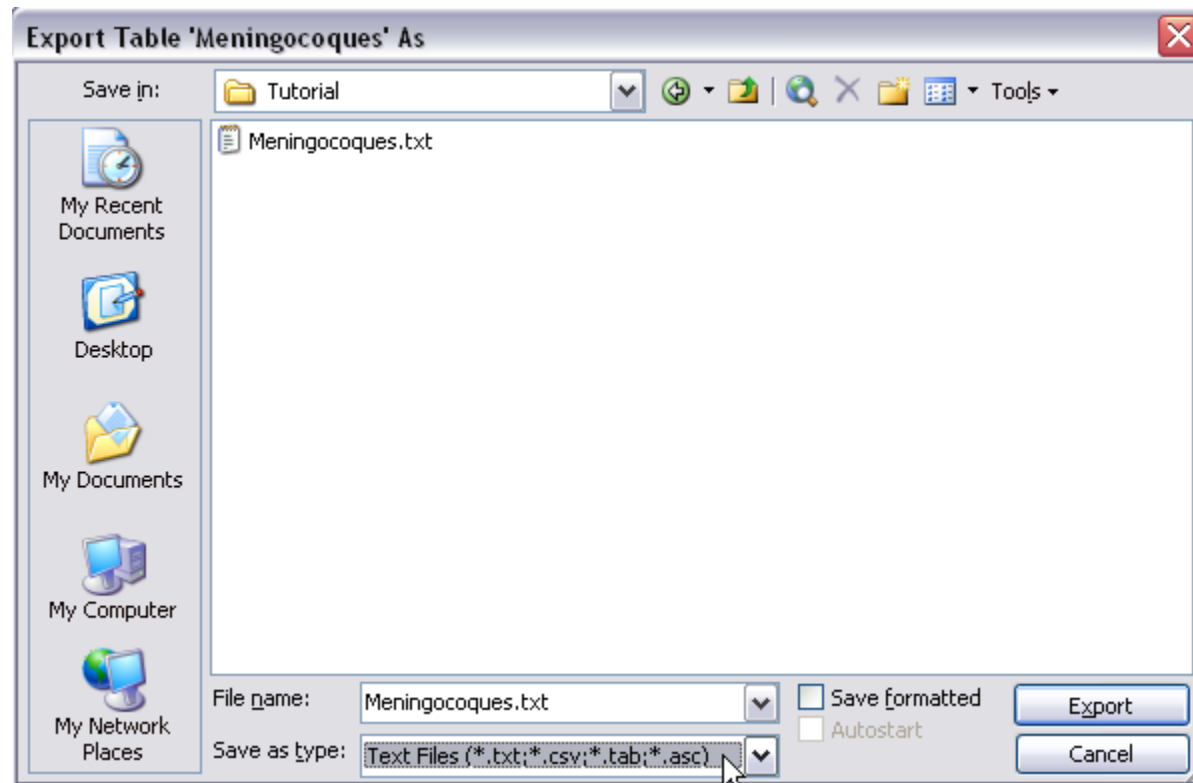 Export Table 'Meningocoques' As
Save in:
Tutorial
Tools
Meningocoques.txt
My Recent
Documents
Desktop
My Documents
My Computer
My Network
Places
File name:
Meningocoques.txt
Save as type:
Text Files (*.txt;*.csv;*.tab;*.asc)
Save formatted
Autostart
Export
Cancel